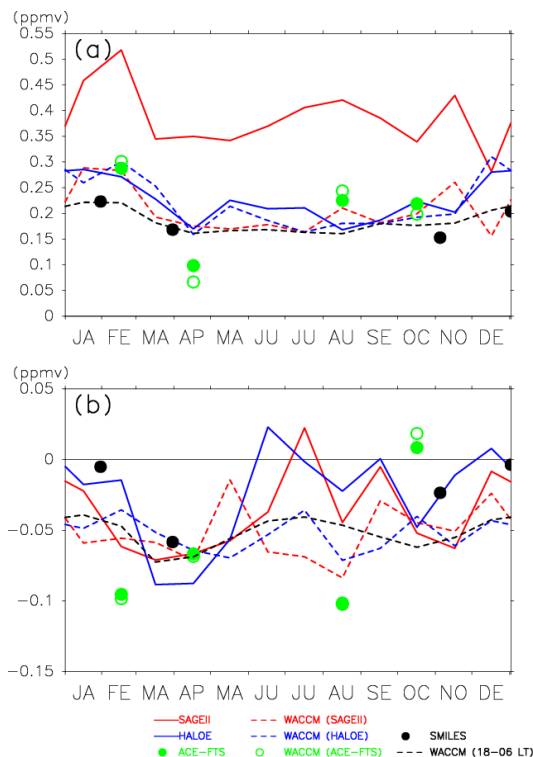 (ppmv)
0.55
(a)
0.5
0.45
0.4
0.35
0.3
0.25
0.2
0.15
0.1
0.05
0
JA FE MA AP MA JU JU AU SE OC NO DE
(ppmv)
0.05
(b)
0
−0.05
−0.1
−0.15
JA FE MA AP MA JU JU AU SE OC NO DE
SAGEII WACCM (SAGEII)
HALOE WACCM (HALOE) SMILES
ACE−FTS WACCM (ACE−FTS) WACCM (18−06 LT)